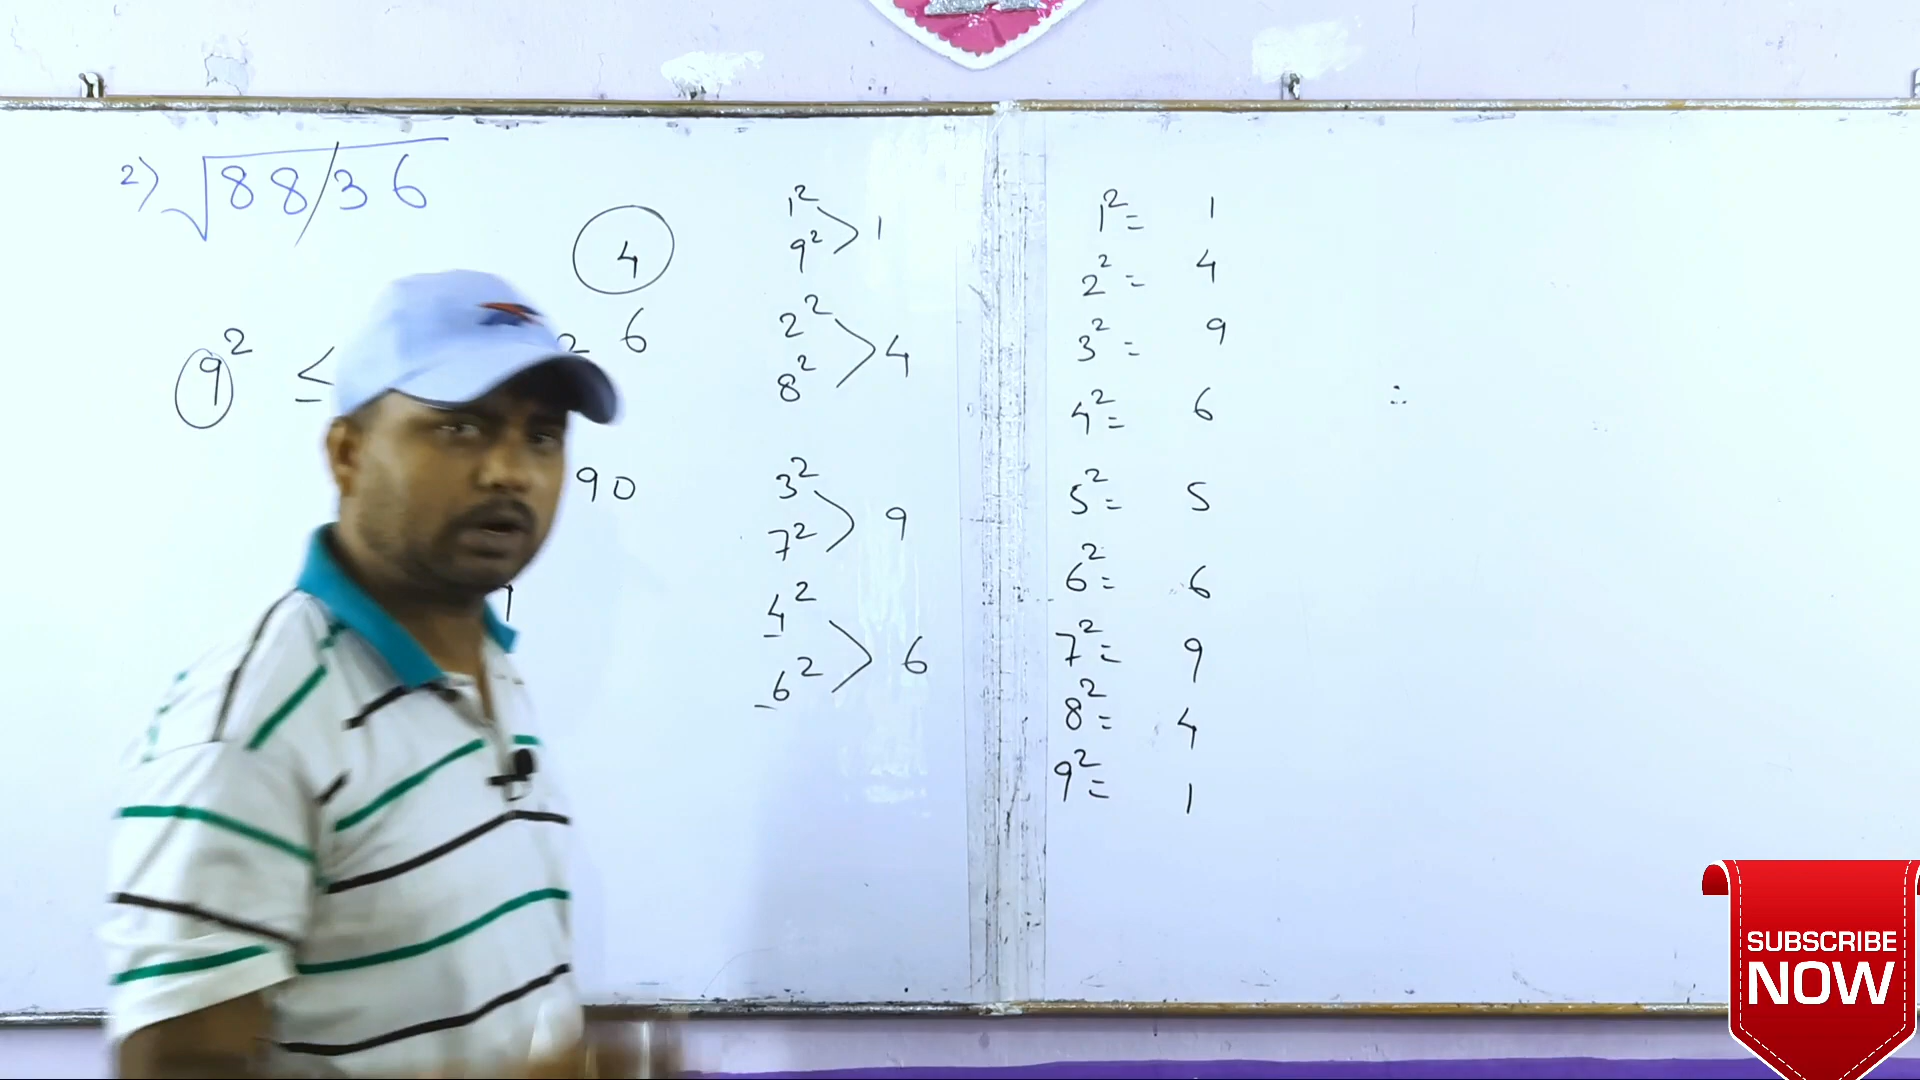 2) √88/36
4
9² ≤
2 6
90
1² > 1
9²
2² > 4
8²
3² > 9
7²
4² > 6
6²
1² = 1
2² = 4
3² = 9
4² = 6
5² = 5
6² = 6
7² = 9
8² = 4
9² = 1
SUBSCRIBE
NOW